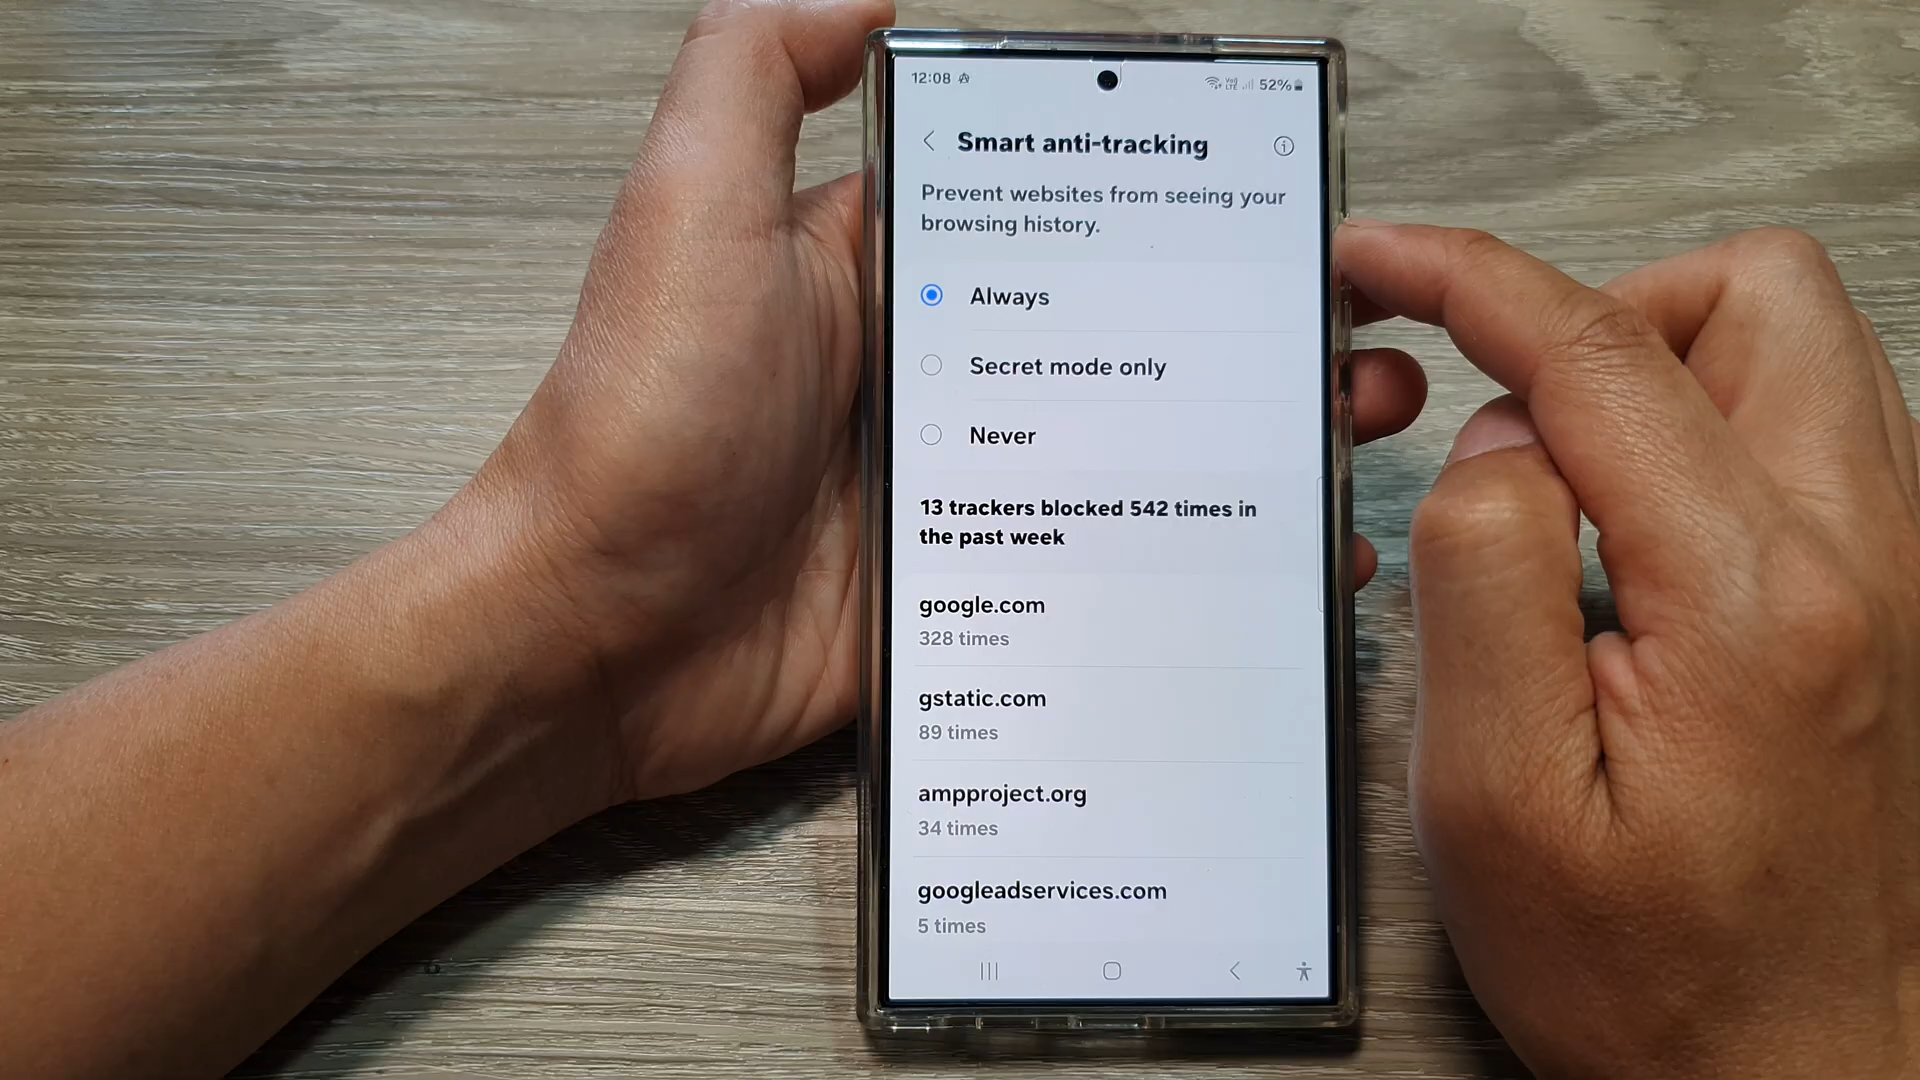 12:08
52%
Smart anti-tracking
Prevent websites from seeing your
browsing history.
Always
Secret mode only
Never
13 trackers blocked 542 times in
the past week
google.com
328 times
gstatic.com
89 times
ampproject.org
34 times
googleadservices.com
5 times